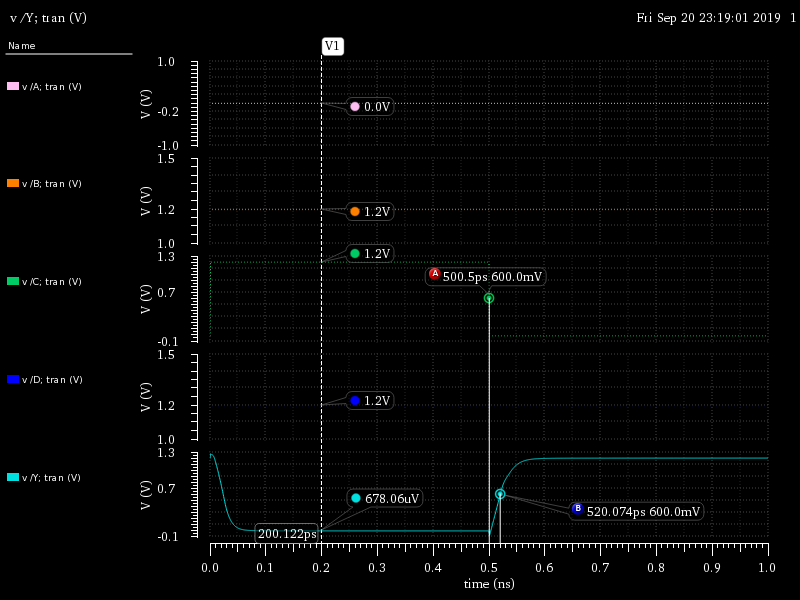 v /Y; tran (V)
Fri Sep 20 23:19:01 2019 1
Name
V1
v /A; tran (V)
V (V)
1.0
-0.2
-1.0
0.0V
v /B; tran (V)
V (V)
1.5
1.2
1.0
1.2V
v /C; tran (V)
V (V)
1.3
0.7
-0.1
1.2V
A 500.5ps 600.0mV
v /D; tran (V)
V (V)
1.5
1.2
1.0
1.2V
v /Y; tran (V)
V (V)
1.3
0.7
-0.1
678.06uV
B 520.074ps 600.0mV
200.122ps
0.0 0.1 0.2 0.3 0.4 0.5 0.6 0.7 0.8 0.9 1.0
time (ns)